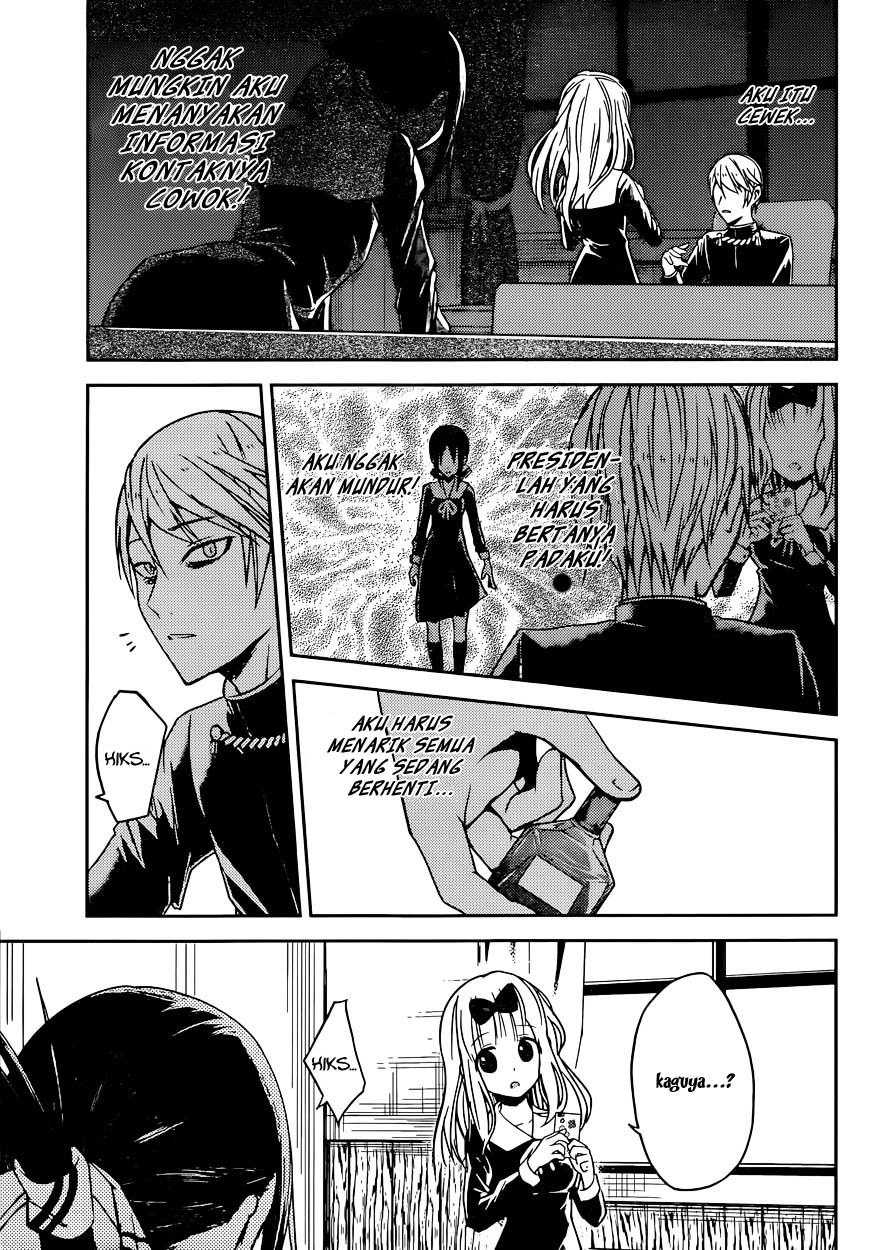 AKU ITU
CEWEK...
NGGAK
MUNGKIN AKU
MENANYAKAN
INFORMASI
KONTAKNYA
COWOK!
PRESIDEN-
LAH YANG
HARUS
BERTANYA
PADAKU!
AKU NGGAK
AKAN MUNDUR!
AKU HARUS
MENARIK SEMUA
YANG SEDANG
BERHENTI...
HIKS...
kaguya...?
HIKS...